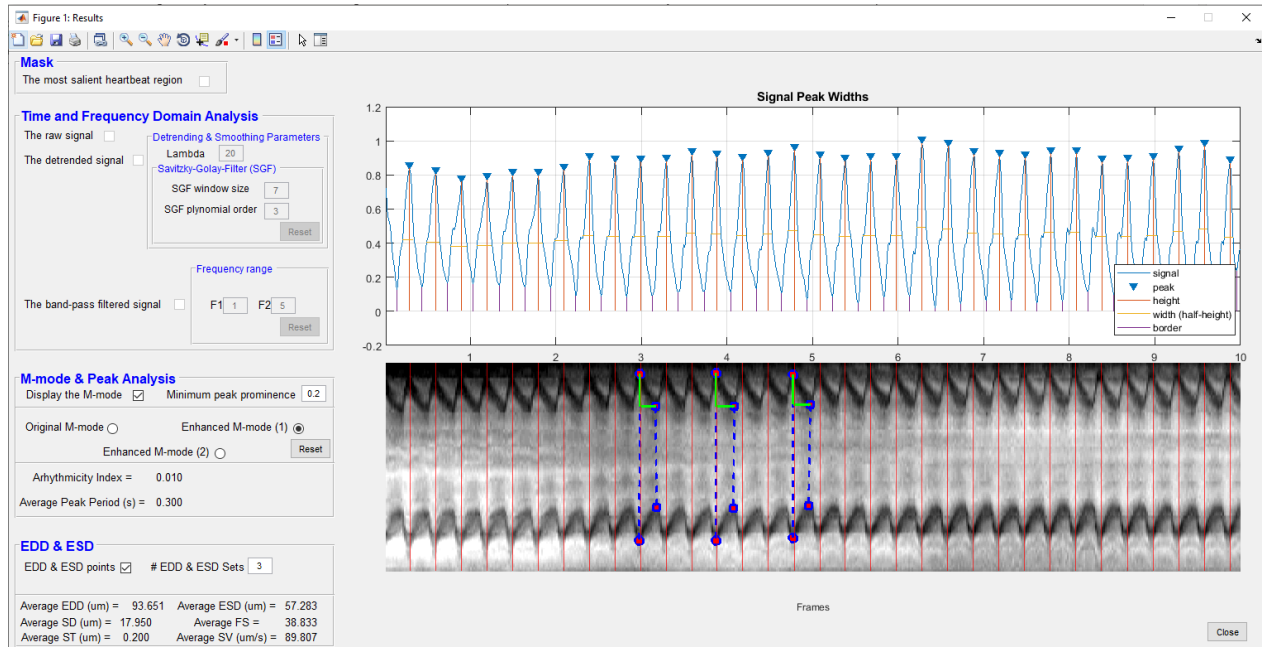 Figure 1: Results
Mask
The most salient heartbeat region
Time and Frequency Domain Analysis
The raw signal
Detrending & Smoothing Parameters
Lambda 20
The detrended signal
Savitzky-Golay-Filter (SGF)
SGF window size 7
SGF plynomial order 3
Reset
Frequency range
The band-pass filtered signal
F1 1 F2 5
Reset
M-mode & Peak Analysis
Display the M-mode Minimum peak prominence 0.2
Original M-mode Enhanced M-mode (1)
Enhanced M-mode (2) Reset
Arhythmicity Index = 0.010
Average Peak Period (s) = 0.300
EDD & ESD
EDD & ESD points # EDD & ESD Sets 3
Average EDD (um) = 93.651 Average ESD (um) = 57.283
Average SD (um) = 17.950 Average FS = 38.833
Average ST (um) = 0.200 Average SV (um/s) = 89.807
Signal Peak Widths
1.2
1
0.8
0.6
0.4
0.2
0
-0.2
signal
peak
height
width (half-height)
border
1 2 3 4 5 6 7 8 9 10
Frames
Close